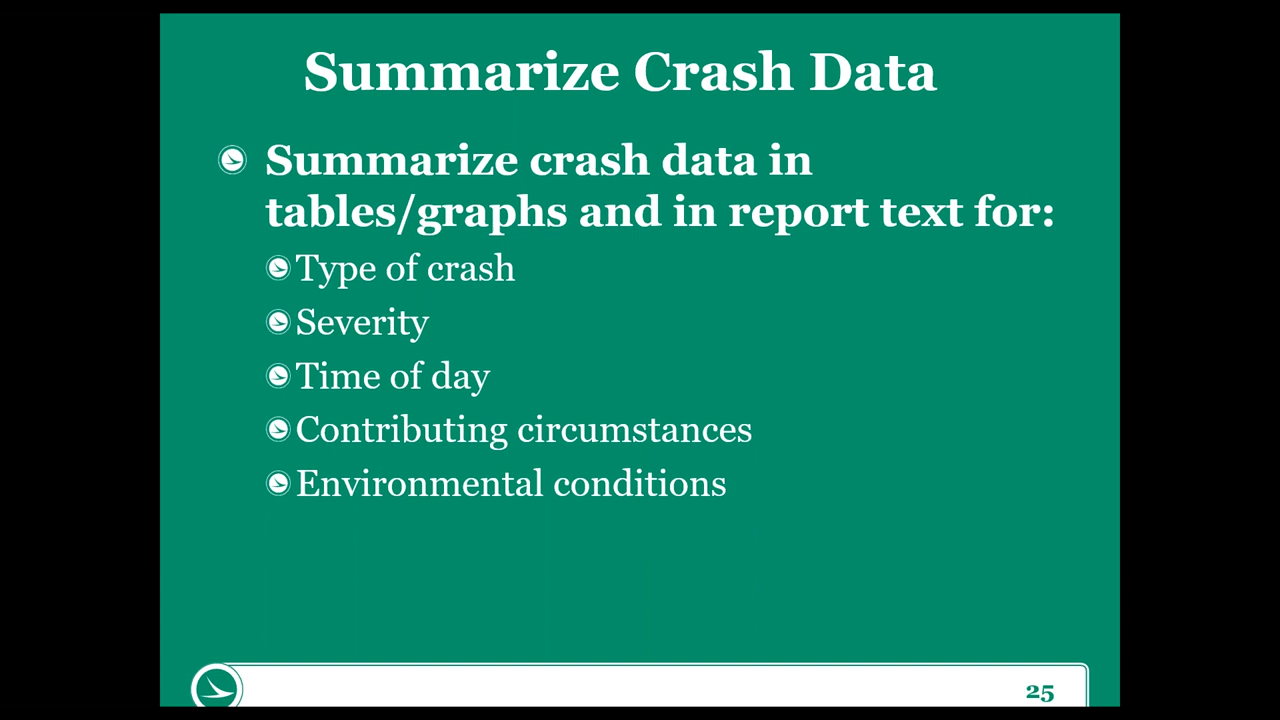 Summarize Crash Data
Summarize crash data in
tables/graphs and in report text for:
Type of crash
Severity
Time of day
Contributing circumstances
Environmental conditions
25